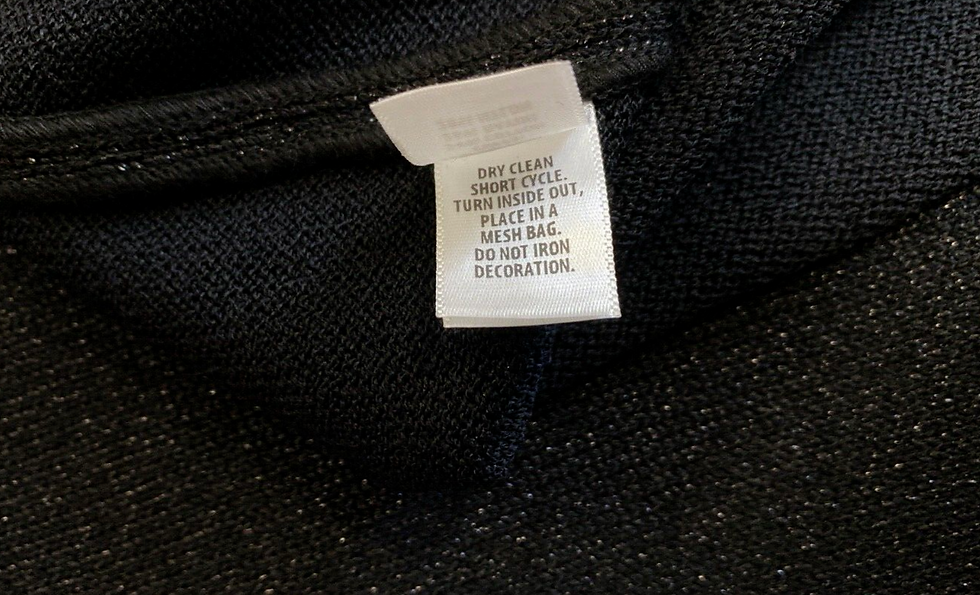 DRY CLEAN
SHORT CYCLE.
TURN INSIDE OUT,
PLACE IN A
MESH BAG.
DO NOT IRON
DECORATION.